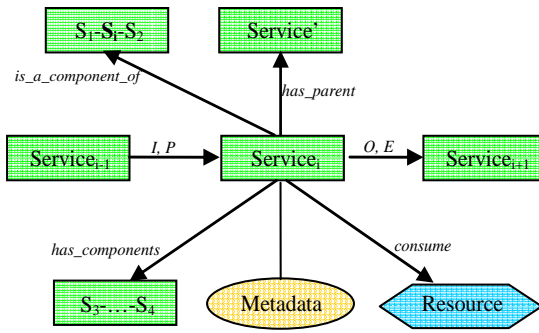 S₁-Sᵢ-S₂
Service'
is_a_component_of
has_parent
Serviceᵢ₋₁
I, P
Serviceᵢ
O, E
Serviceᵢ₊₁
has_components
consume
S₃-…-S₄
Metadata
Resource